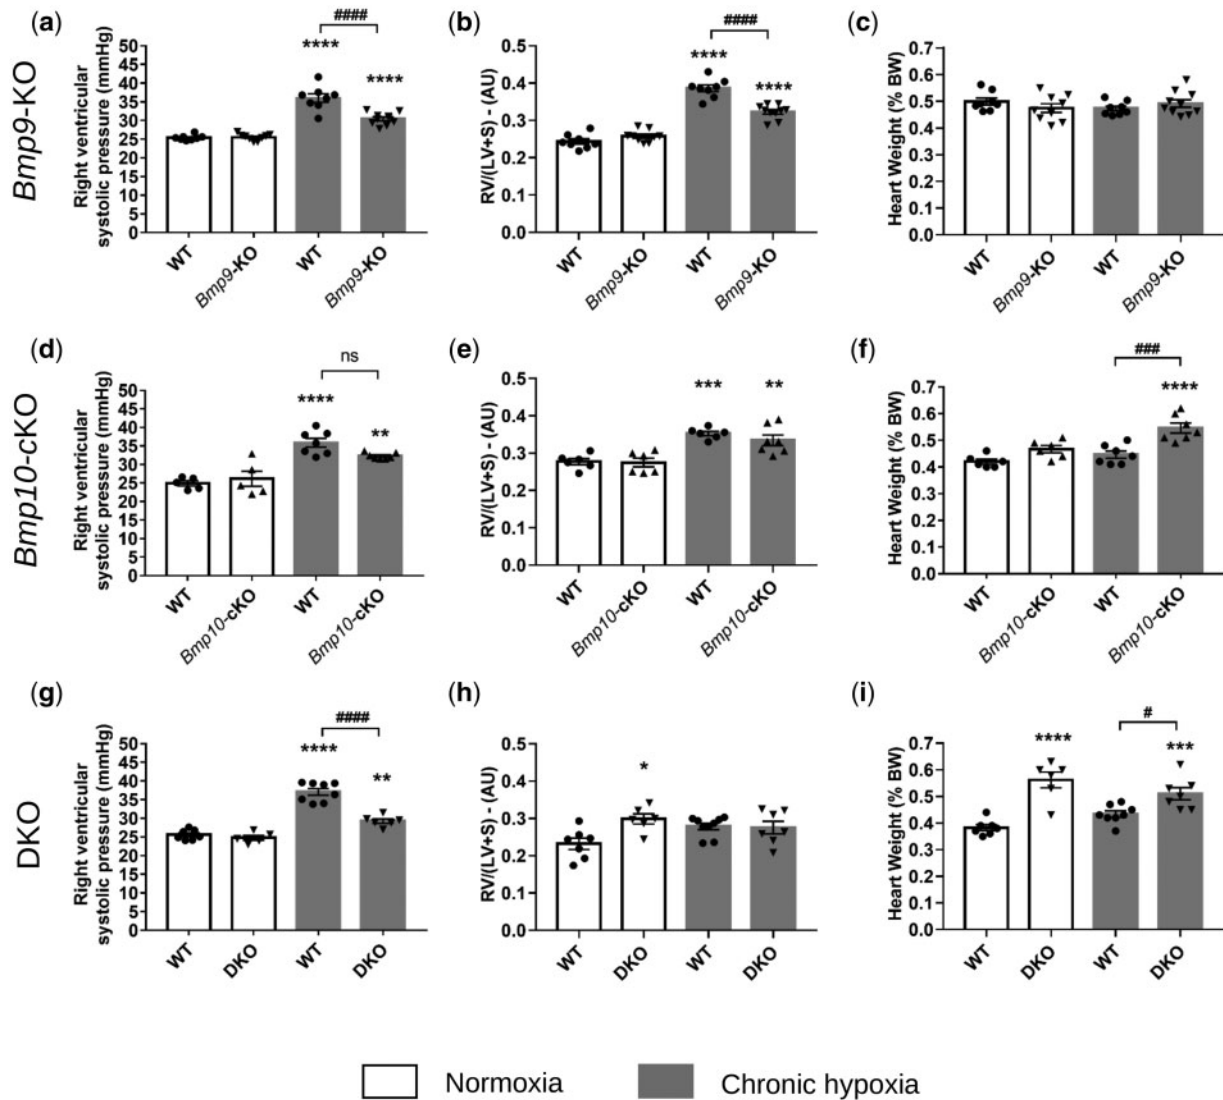 Bmp9-KO
(a)
Right ventricular
systolic pressure (mmHg)
50
45
40
35
30
25
20
15
10
5
0
####
****
****
WT
Bmp9-KO
WT
Bmp9-KO
(b)
RV/(LV+S) - (AU)
0.5
0.4
0.3
0.2
0.1
0.0
####
****
****
WT
Bmp9-KO
WT
Bmp9-KO
(c)
Heart Weight (% BW)
0.7
0.6
0.5
0.4
0.3
0.2
0.1
0.0
WT
Bmp9-KO
WT
Bmp9-KO
Bmp10-cKO
(d)
Right ventricular
systolic pressure (mmHg)
50
45
40
35
30
25
20
15
10
5
0
ns
****
**
WT
Bmp10-cKO
WT
Bmp10-cKO
(e)
RV/(LV+S) - (AU)
0.5
0.4
0.3
0.2
0.1
0.0
***
**
WT
Bmp10-cKO
WT
Bmp10-cKO
(f)
Heart Weight (% BW)
0.7
0.6
0.5
0.4
0.3
0.2
0.1
0.0
###
****
WT
Bmp10-cKO
WT
Bmp10-cKO
DKO
(g)
Right ventricular
systolic pressure (mmHg)
50
45
40
35
30
25
20
15
10
5
0
####
****
**
WT
DKO
WT
DKO
(h)
RV/(LV+S) - (AU)
0.5
0.4
0.3
0.2
0.1
0.0
*
WT
DKO
WT
DKO
(i)
Heart Weight (% BW)
0.7
0.6
0.5
0.4
0.3
0.2
0.1
0.0
****
#
***
WT
DKO
WT
DKO
Normoxia
Chronic hypoxia